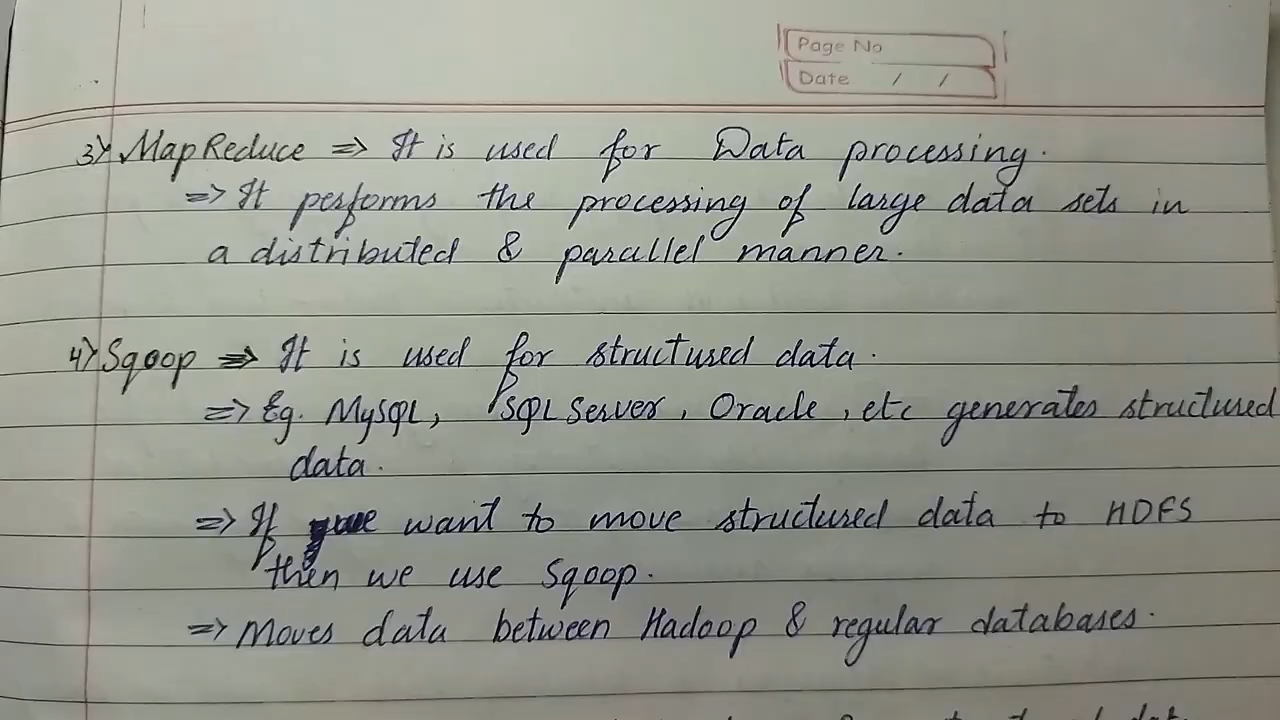 Page No
Date / /
3) MapReduce => It is used for Data processing.
=> It performs the processing of large data sets in
a distributed & parallel manner.
4) Sqoop => It is used for structured data.
=> Eg. MySQL, SQL Server, Oracle, etc generates structured
data.
=> If we want to move structured data to HDFS
then we use Sqoop.
=> Moves data between Hadoop & regular databases.